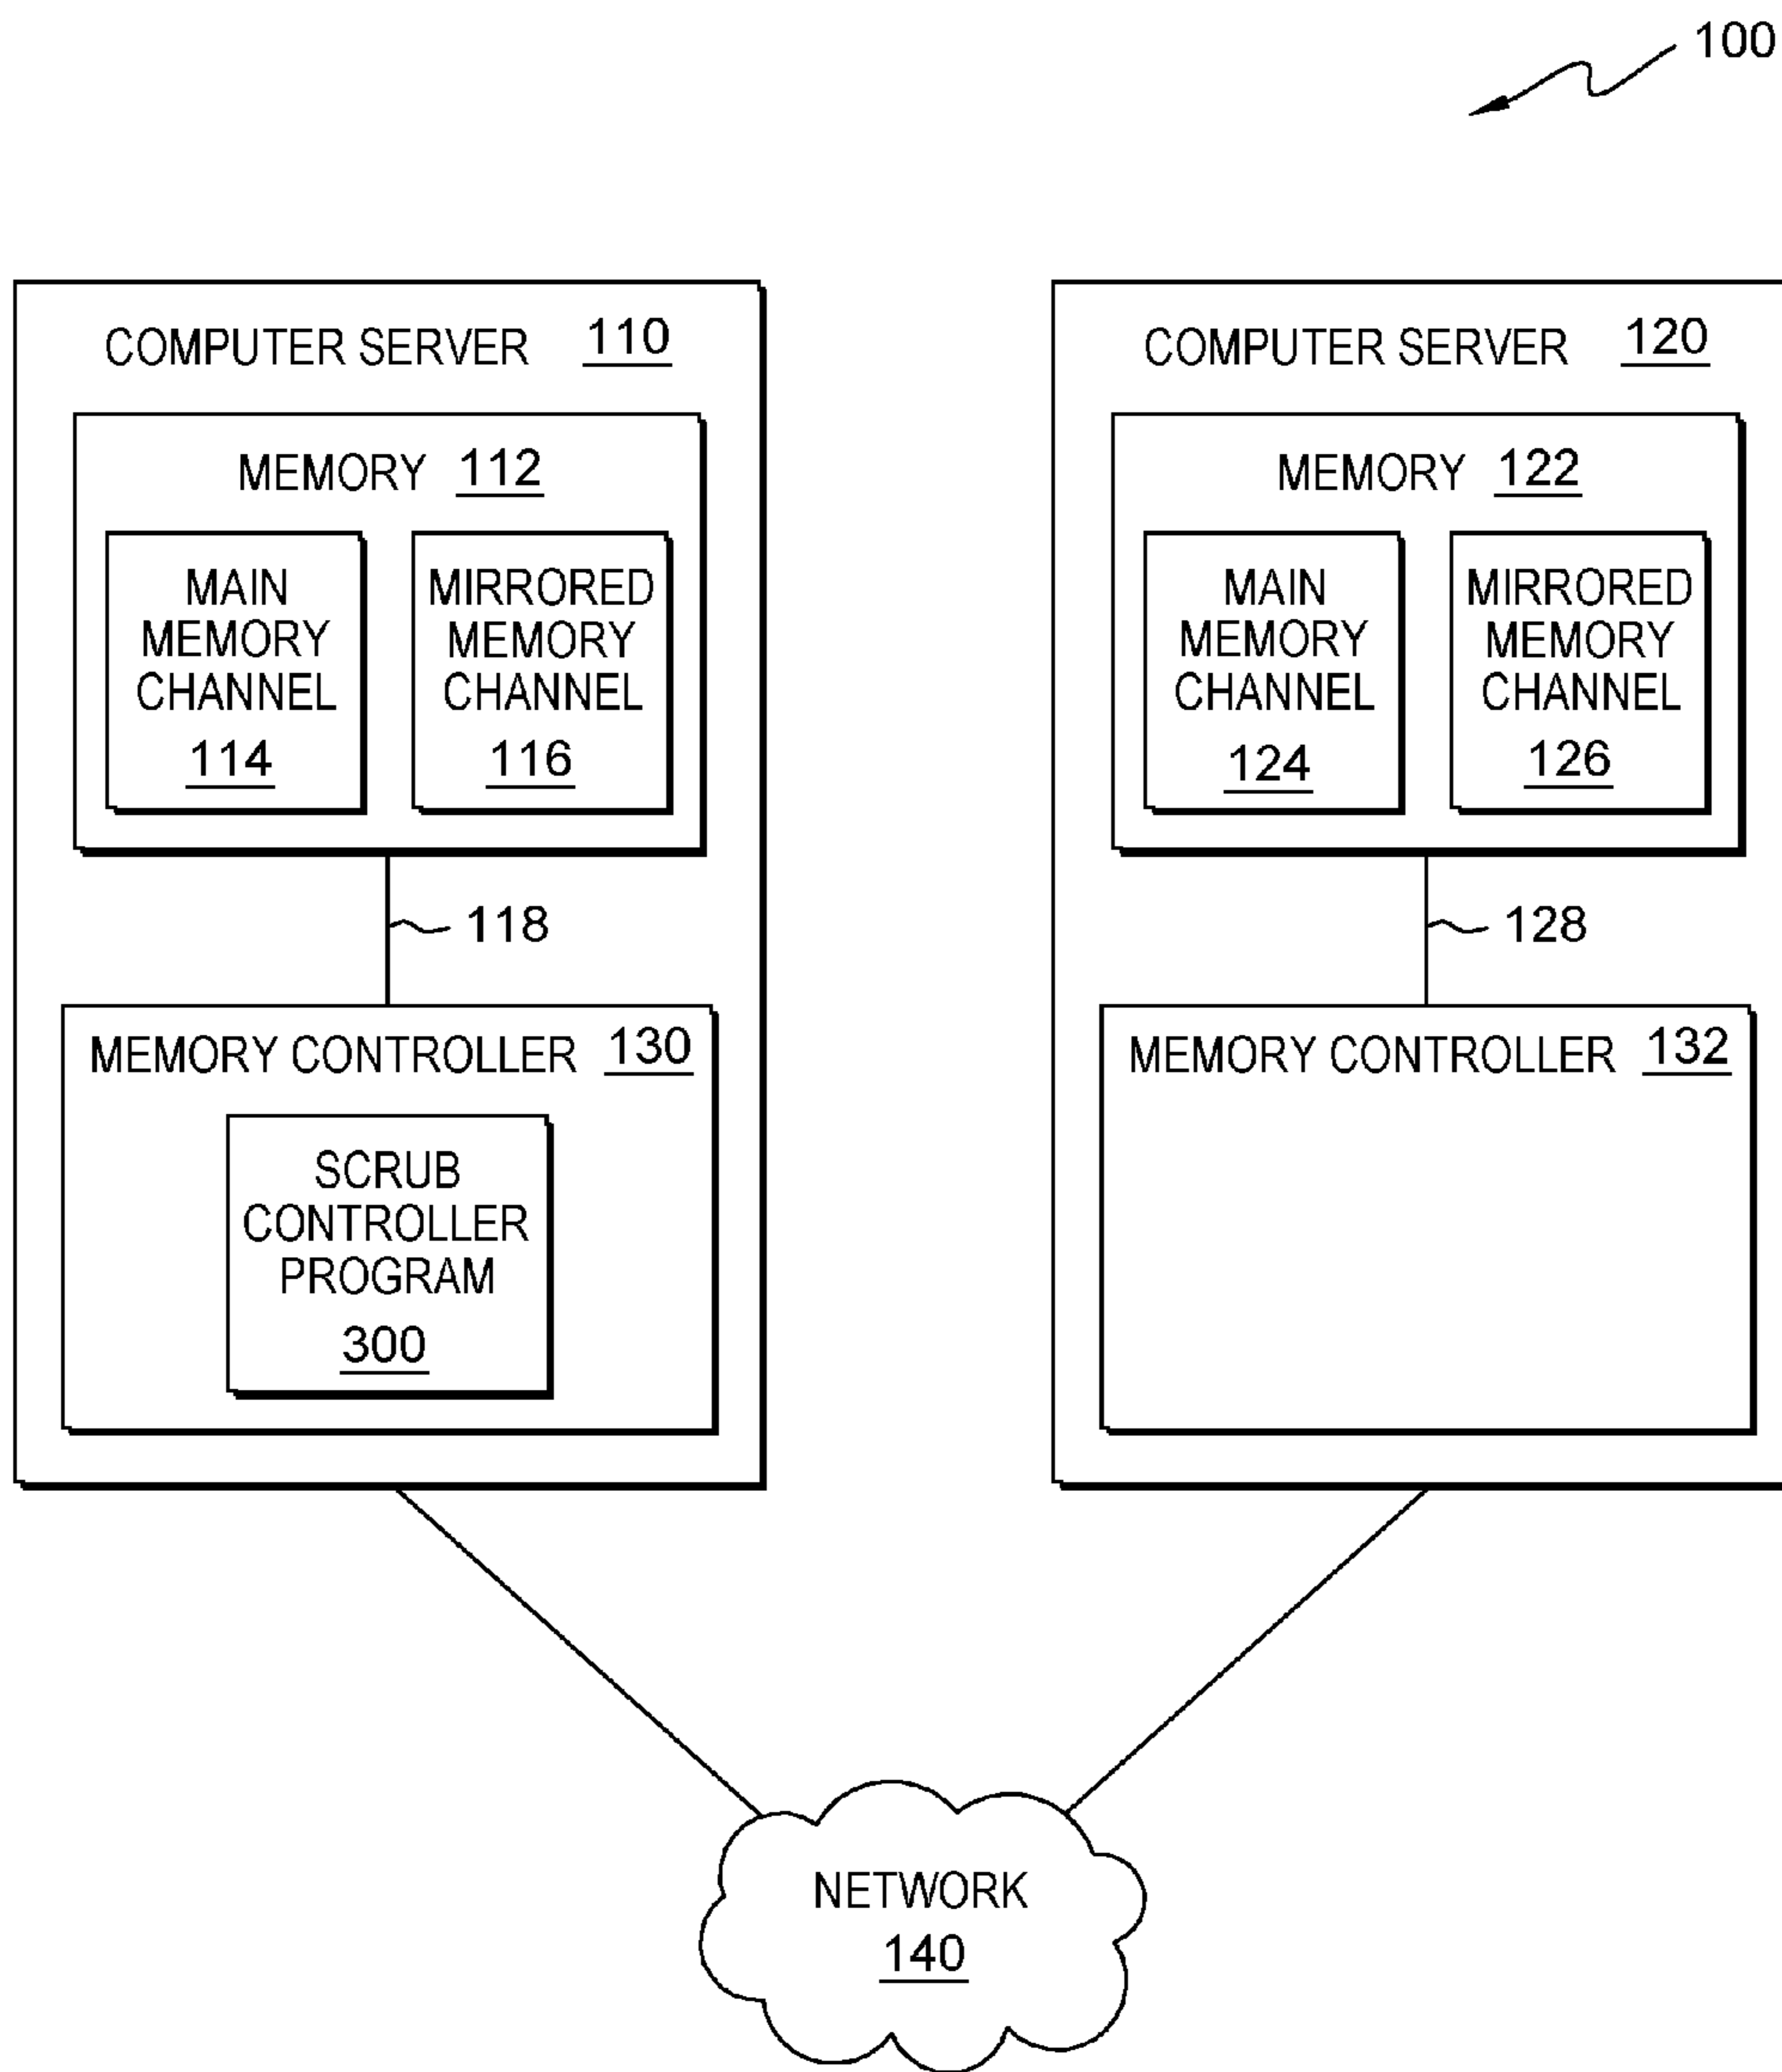 100
COMPUTER SERVER 110
MEMORY 112
MAIN
MEMORY
CHANNEL
114
MIRRORED
MEMORY
CHANNEL
116
118
MEMORY CONTROLLER 130
SCRUB
CONTROLLER
PROGRAM
300
COMPUTER SERVER 120
MEMORY 122
MAIN
MEMORY
CHANNEL
124
MIRRORED
MEMORY
CHANNEL
126
128
MEMORY CONTROLLER 132
NETWORK
140